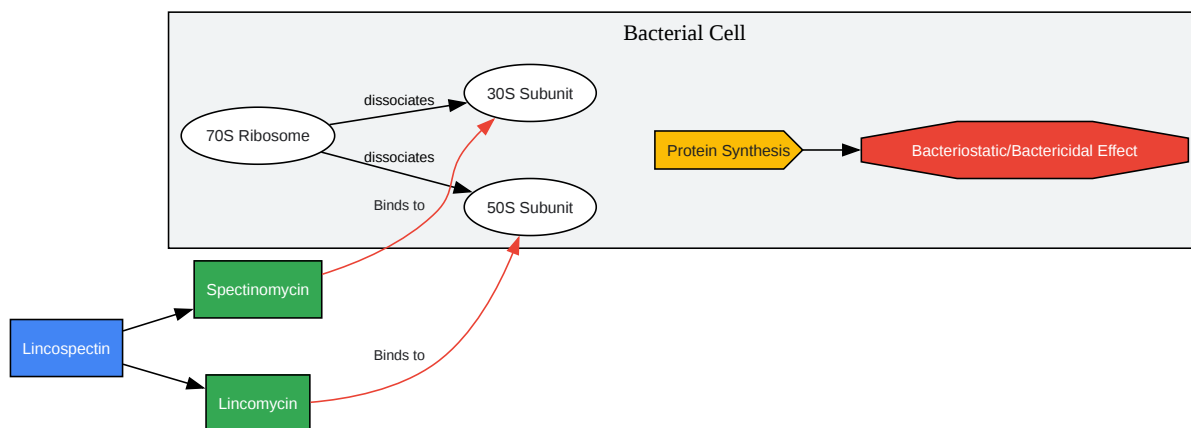 Bacterial Cell
70S Ribosome
dissociates
dissociates
30S Subunit
50S Subunit
Protein Synthesis
Bacteriostatic/Bactericidal Effect
Binds to
Spectinomycin
Lincospectin
Binds to
Lincomycin